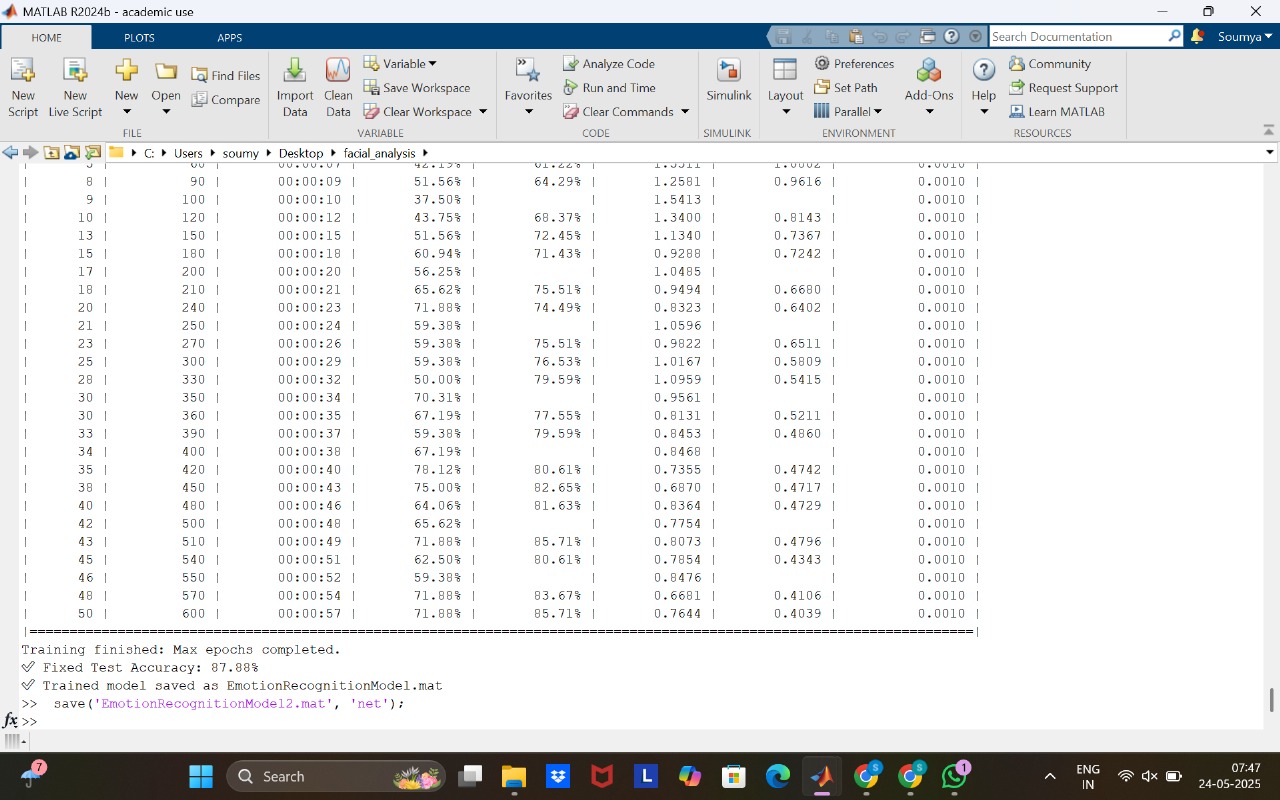 MATLAB R2024b - academic use
HOME PLOTS APPS
Search Documentation
Soumya
New Script
New Live Script
New
Open
Find Files
Compare
FILE
Import Data
Clean Data
Variable
Save Workspace
Clear Workspace
VARIABLE
Favorites
Analyze Code
Run and Time
Clear Commands
CODE
Simulink
SIMULINK
Layout
Preferences
Set Path
Parallel
Add-Ons
ENVIRONMENT
Help
Community
Request Support
Learn MATLAB
RESOURCES
C: Users soumy Desktop facial_analysis
| 8 | 90 | 00:00:09 | 51.56% | 64.29% | 1.2581 | 0.9616 | 0.0010 |
| 9 | 100 | 00:00:10 | 37.50% | | 1.5413 | | 0.0010 |
| 10 | 120 | 00:00:12 | 43.75% | 68.37% | 1.3400 | 0.8143 | 0.0010 |
| 13 | 150 | 00:00:15 | 51.56% | 72.45% | 1.1340 | 0.7367 | 0.0010 |
| 15 | 180 | 00:00:18 | 60.94% | 71.43% | 0.9288 | 0.7242 | 0.0010 |
| 17 | 200 | 00:00:20 | 56.25% | | 1.0485 | | 0.0010 |
| 18 | 210 | 00:00:21 | 65.62% | 75.51% | 0.9494 | 0.6680 | 0.0010 |
| 20 | 240 | 00:00:23 | 71.88% | 74.49% | 0.8323 | 0.6402 | 0.0010 |
| 21 | 250 | 00:00:24 | 59.38% | | 1.0596 | | 0.0010 |
| 23 | 270 | 00:00:26 | 59.38% | 75.51% | 0.9822 | 0.6511 | 0.0010 |
| 25 | 300 | 00:00:29 | 59.38% | 76.53% | 1.0167 | 0.5809 | 0.0010 |
| 28 | 330 | 00:00:32 | 50.00% | 79.59% | 1.0959 | 0.5415 | 0.0010 |
| 30 | 350 | 00:00:34 | 70.31% | | 0.9561 | | 0.0010 |
| 30 | 360 | 00:00:35 | 67.19% | 77.55% | 0.8131 | 0.5211 | 0.0010 |
| 33 | 390 | 00:00:37 | 59.38% | 79.59% | 0.8453 | 0.4860 | 0.0010 |
| 34 | 400 | 00:00:38 | 67.19% | | 0.8468 | | 0.0010 |
| 35 | 420 | 00:00:40 | 78.12% | 80.61% | 0.7355 | 0.4742 | 0.0010 |
| 38 | 450 | 00:00:43 | 75.00% | 82.65% | 0.6870 | 0.4717 | 0.0010 |
| 40 | 480 | 00:00:46 | 64.06% | 81.63% | 0.8364 | 0.4729 | 0.0010 |
| 42 | 500 | 00:00:48 | 65.62% | | 0.7754 | | 0.0010 |
| 43 | 510 | 00:00:49 | 71.88% | 85.71% | 0.8073 | 0.4796 | 0.0010 |
| 45 | 540 | 00:00:51 | 62.50% | 80.61% | 0.7854 | 0.4343 | 0.0010 |
| 46 | 550 | 00:00:52 | 59.38% | | 0.8476 | | 0.0010 |
| 48 | 570 | 00:00:54 | 71.88% | 83.67% | 0.6681 | 0.4106 | 0.0010 |
| 50 | 600 | 00:00:57 | 71.88% | 85.71% | 0.7644 | 0.4039 | 0.0010 |
Training finished: Max epochs completed.
✅ Fixed Test Accuracy: 87.88%
✅ Trained model saved as EmotionRecognitionModel.mat
>> save('EmotionRecognitionModel2.mat', 'net');
fx >>
7
Search
L
S
S
1
ENG IN
07:47
24-05-2025